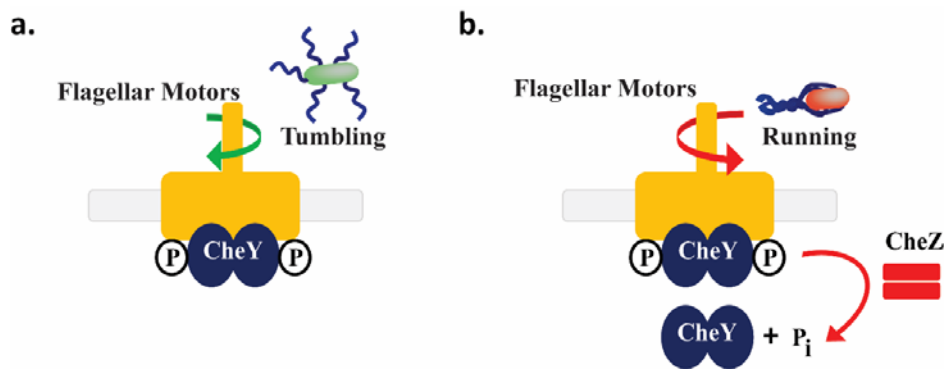 a.
Flagellar Motors
Tumbling
P CheY P
b.
Flagellar Motors
Running
P CheY P
CheZ
CheY + Pi